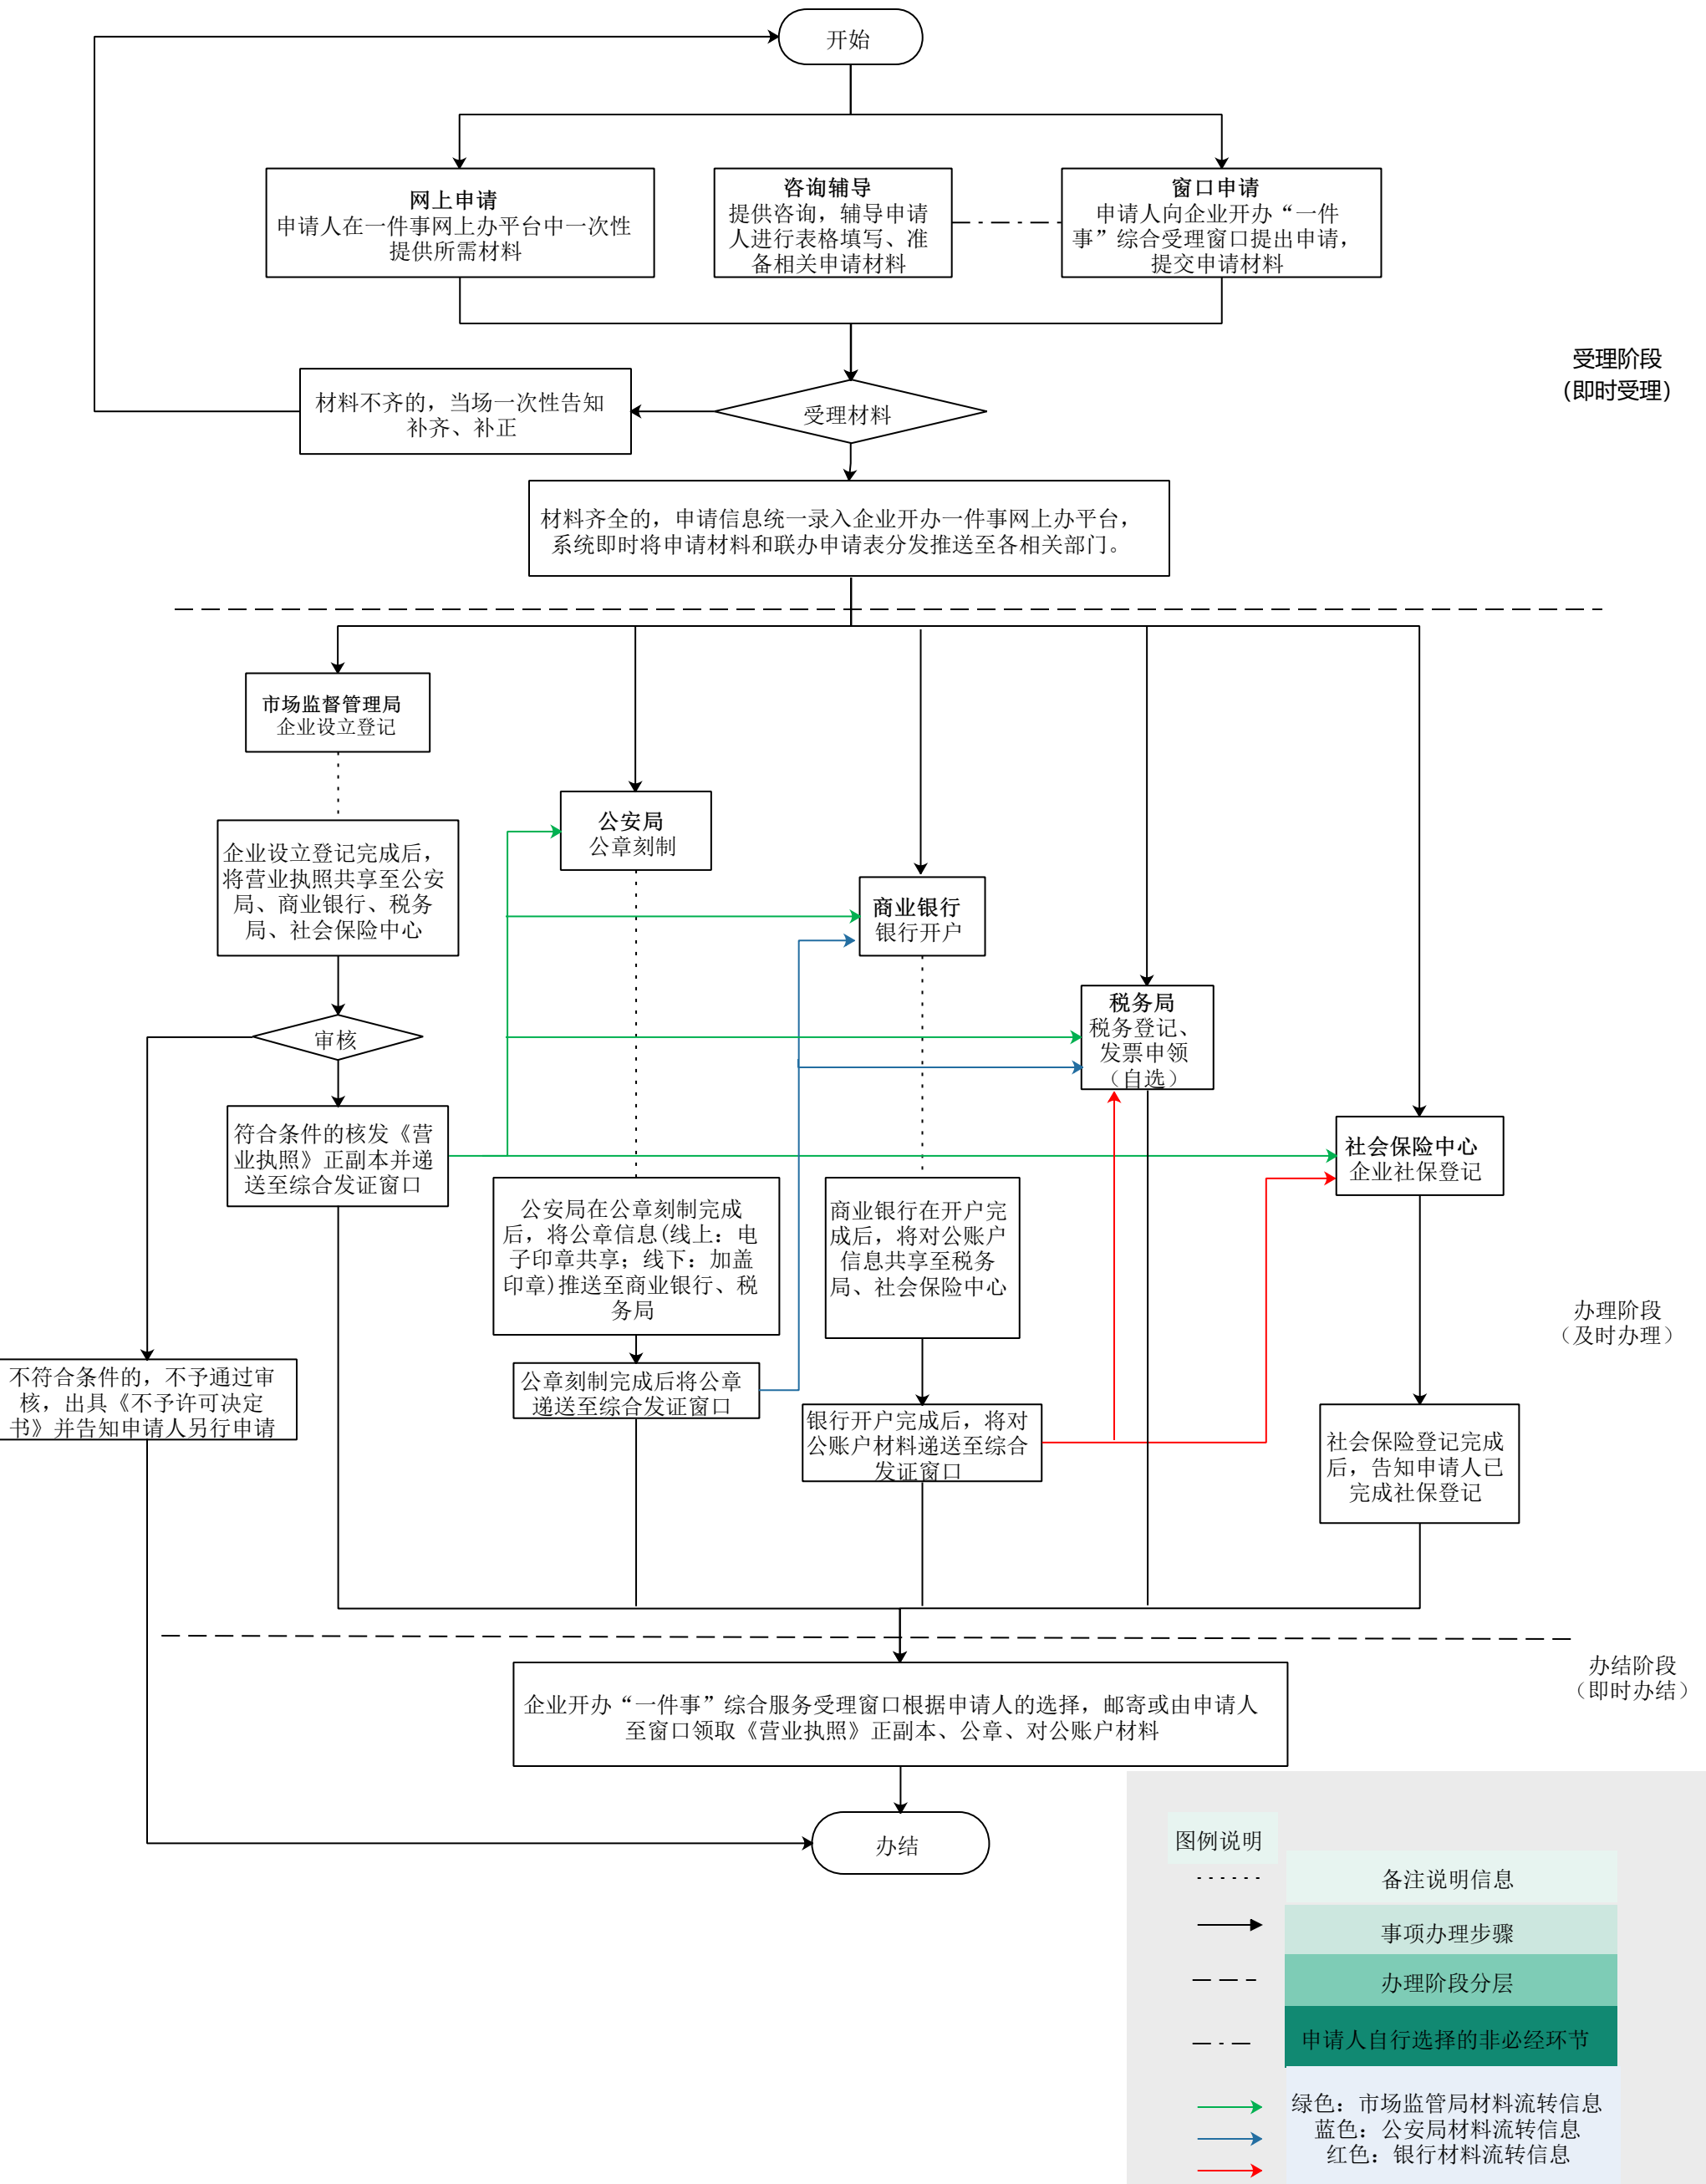 开始
网上申请
申请人在一件事网上办平台中一次性
提供所需材料
咨询辅导
提供咨询，辅导申请
人进行表格填写、准
备相关申请材料
窗口申请
申请人向企业开办“一件
事”综合受理窗口提出申请，
提交申请材料
受理阶段
（即时受理）
材料不齐的，当场一次性告知
补齐、补正
受理材料
材料齐全的，申请信息统一录入企业开办一件事网上办平台，
系统即时将申请材料和联办申请表分发推送至各相关部门。
市场监督管理局
企业设立登记
企业设立登记完成后，
将营业执照共享至公安
局、商业银行、税务
局、社会保险中心
公安局
公章刻制
商业银行
银行开户
税务局
税务登记、
发票申领
（自选）
审核
符合条件的核发《营
业执照》正副本并递
送至综合发证窗口
社会保险中心
企业社保登记
公安局在公章刻制完成
后，将公章信息(线上：电
子印章共享；线下：加盖
印章)推送至商业银行、税
务局
商业银行在开户完
成后，将对公账户
信息共享至税务
局、社会保险中心
办理阶段
（及时办理）
不符合条件的，不予通过审
核，出具《不予许可决定
书》并告知申请人另行申请
公章刻制完成后将公章
递送至综合发证窗口
银行开户完成后，将对
公账户材料递送至综合
发证窗口
社会保险登记完成
后，告知申请人已
完成社保登记
办结阶段
（即时办结）
企业开办“一件事”综合服务受理窗口根据申请人的选择，邮寄或由申请人
至窗口领取《营业执照》正副本、公章、对公账户材料
办结
图例说明
备注说明信息
事项办理步骤
办理阶段分层
申请人自行选择的非必经环节
绿色：市场监管局材料流转信息
蓝色：公安局材料流转信息
红色：银行材料流转信息